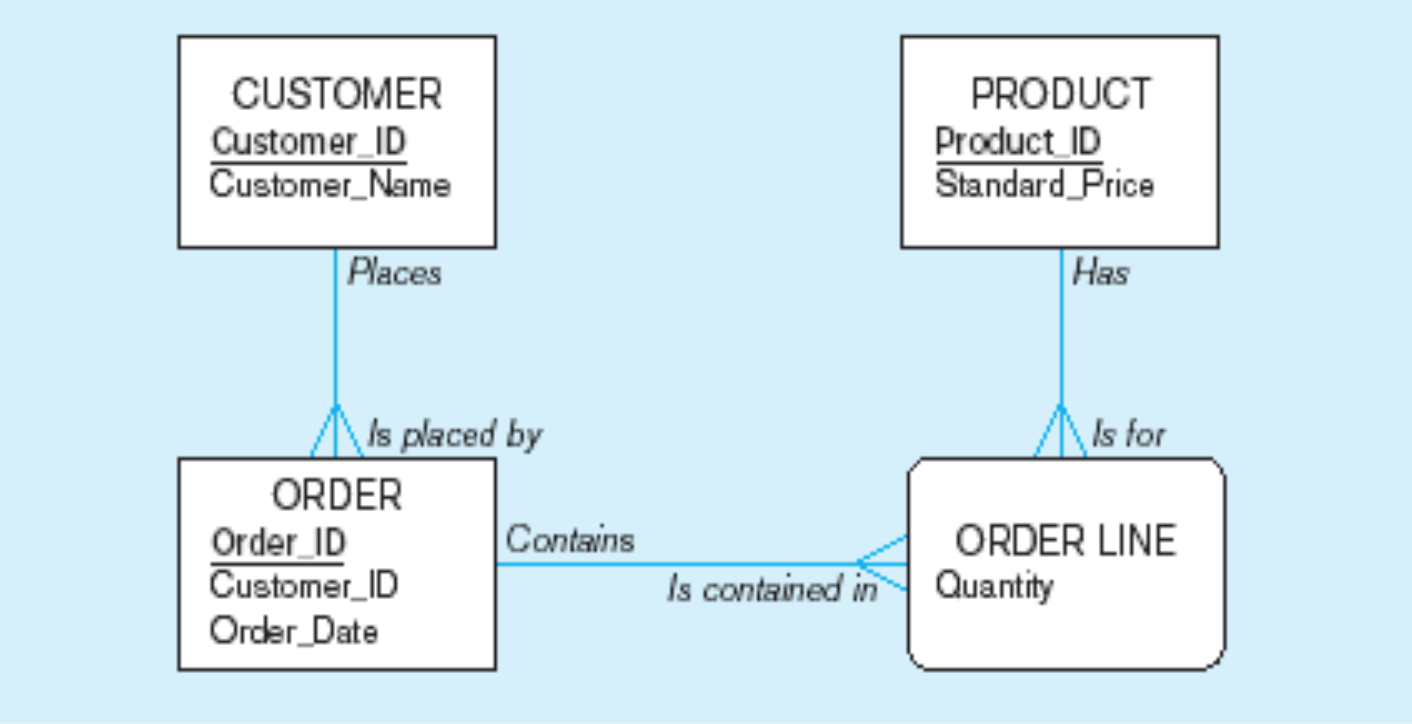 CUSTOMER
Customer_ID
Customer_Name
PRODUCT
Product_ID
Standard_Price
Places
Has
Is placed by
Is for
ORDER
Order_ID
Customer_ID
Order_Date
Contains
Is contained in
ORDER LINE
Quantity